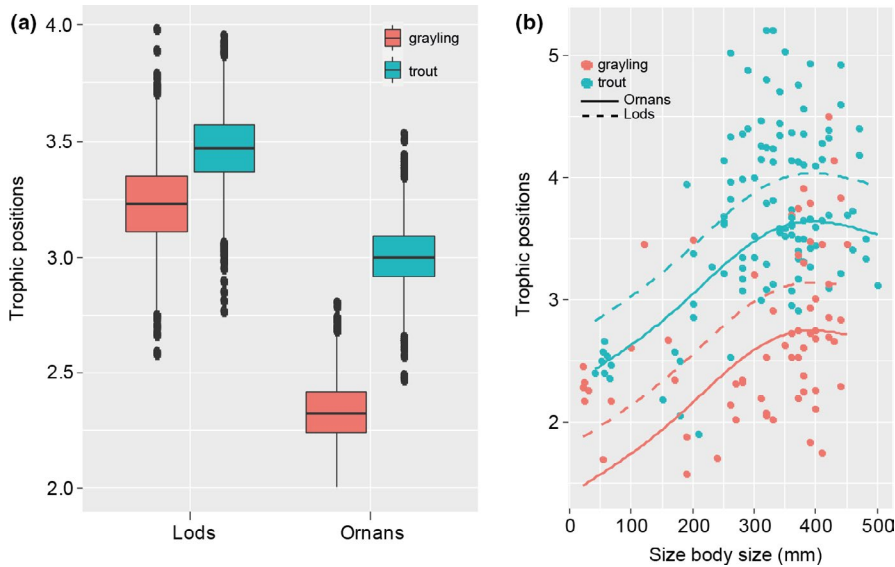 (a)
Trophic positions
4.0
3.5
3.0
2.5
2.0
grayling
trout
Lods
Ornans
(b)
Trophic positions
5
4
3
2
grayling
trout
Ornans
Lods
0 100 200 300 400 500
Size body size (mm)